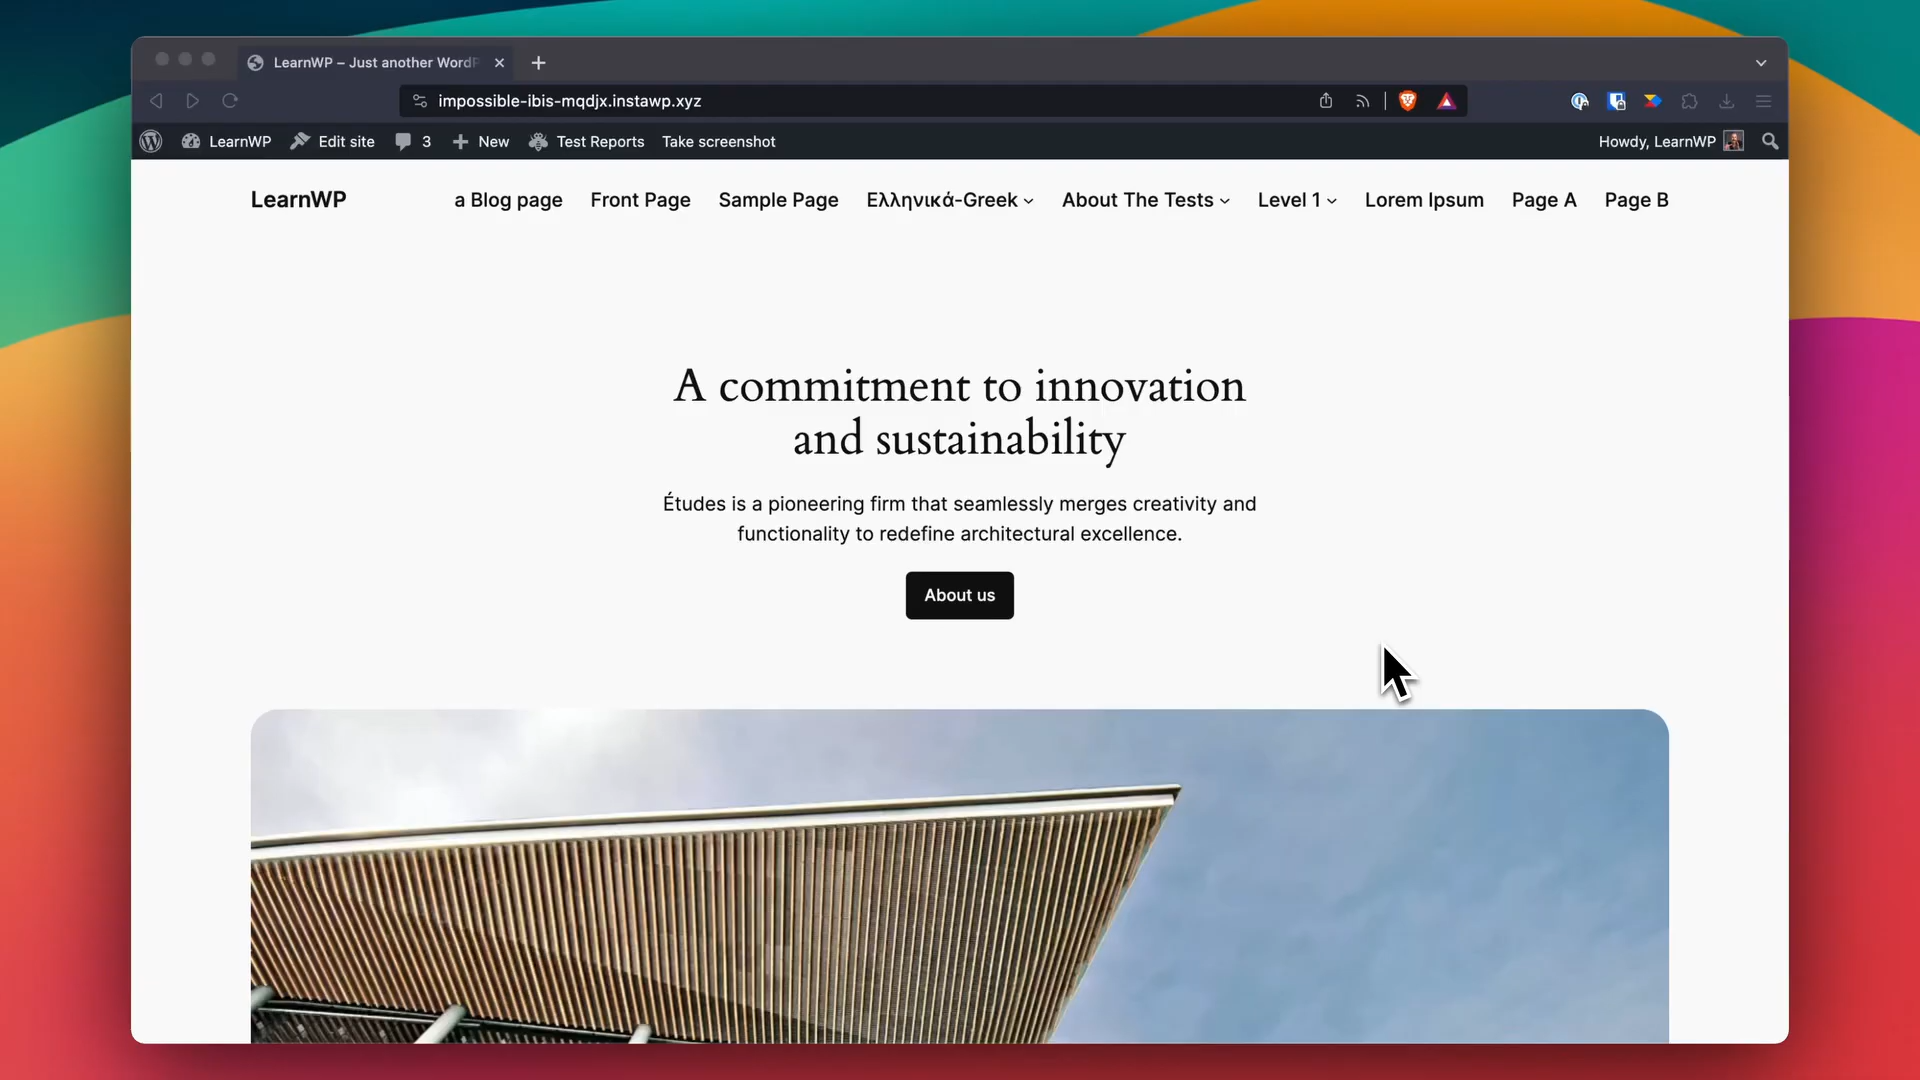 LearnWP – Just another WordP
impossible-ibis-mqdjx.instawp.xyz
LearnWP Edit site 3 New Test Reports Take screenshot Howdy, LearnWP
LearnWP a Blog page Front Page Sample Page Ελληνικά-Greek About The Tests Level 1 Lorem Ipsum Page A Page B
A commitment to innovation
and sustainability
Études is a pioneering firm that seamlessly merges creativity and
functionality to redefine architectural excellence.
About us